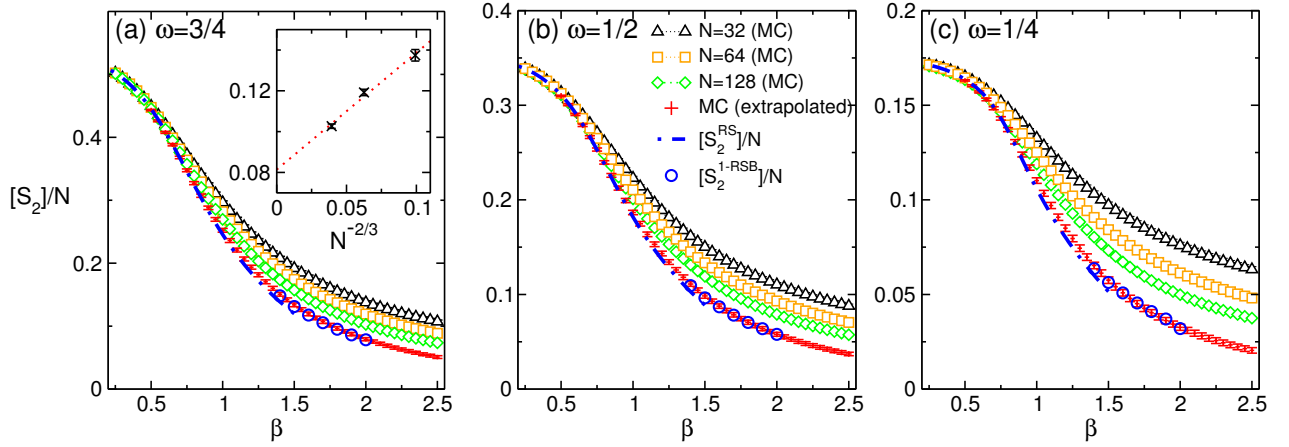 (a) ω=3/4
[S₂]/N
0.4
0.2
0
0.5
1
1.5
2
2.5
β
0.12
0.08
0
0.05
0.1
N^{-2/3}
(b) ω=1/2
0.4
0.3
0.2
0.1
0
0.5
1
1.5
2
2.5
β
N=32 (MC)
N=64 (MC)
N=128 (MC)
MC (extrapolated)
[S₂^{RS}]/N
[S₂^{1-RSB}]/N
(c) ω=1/4
0.2
0.15
0.1
0.05
0
0.5
1
1.5
2
2.5
β